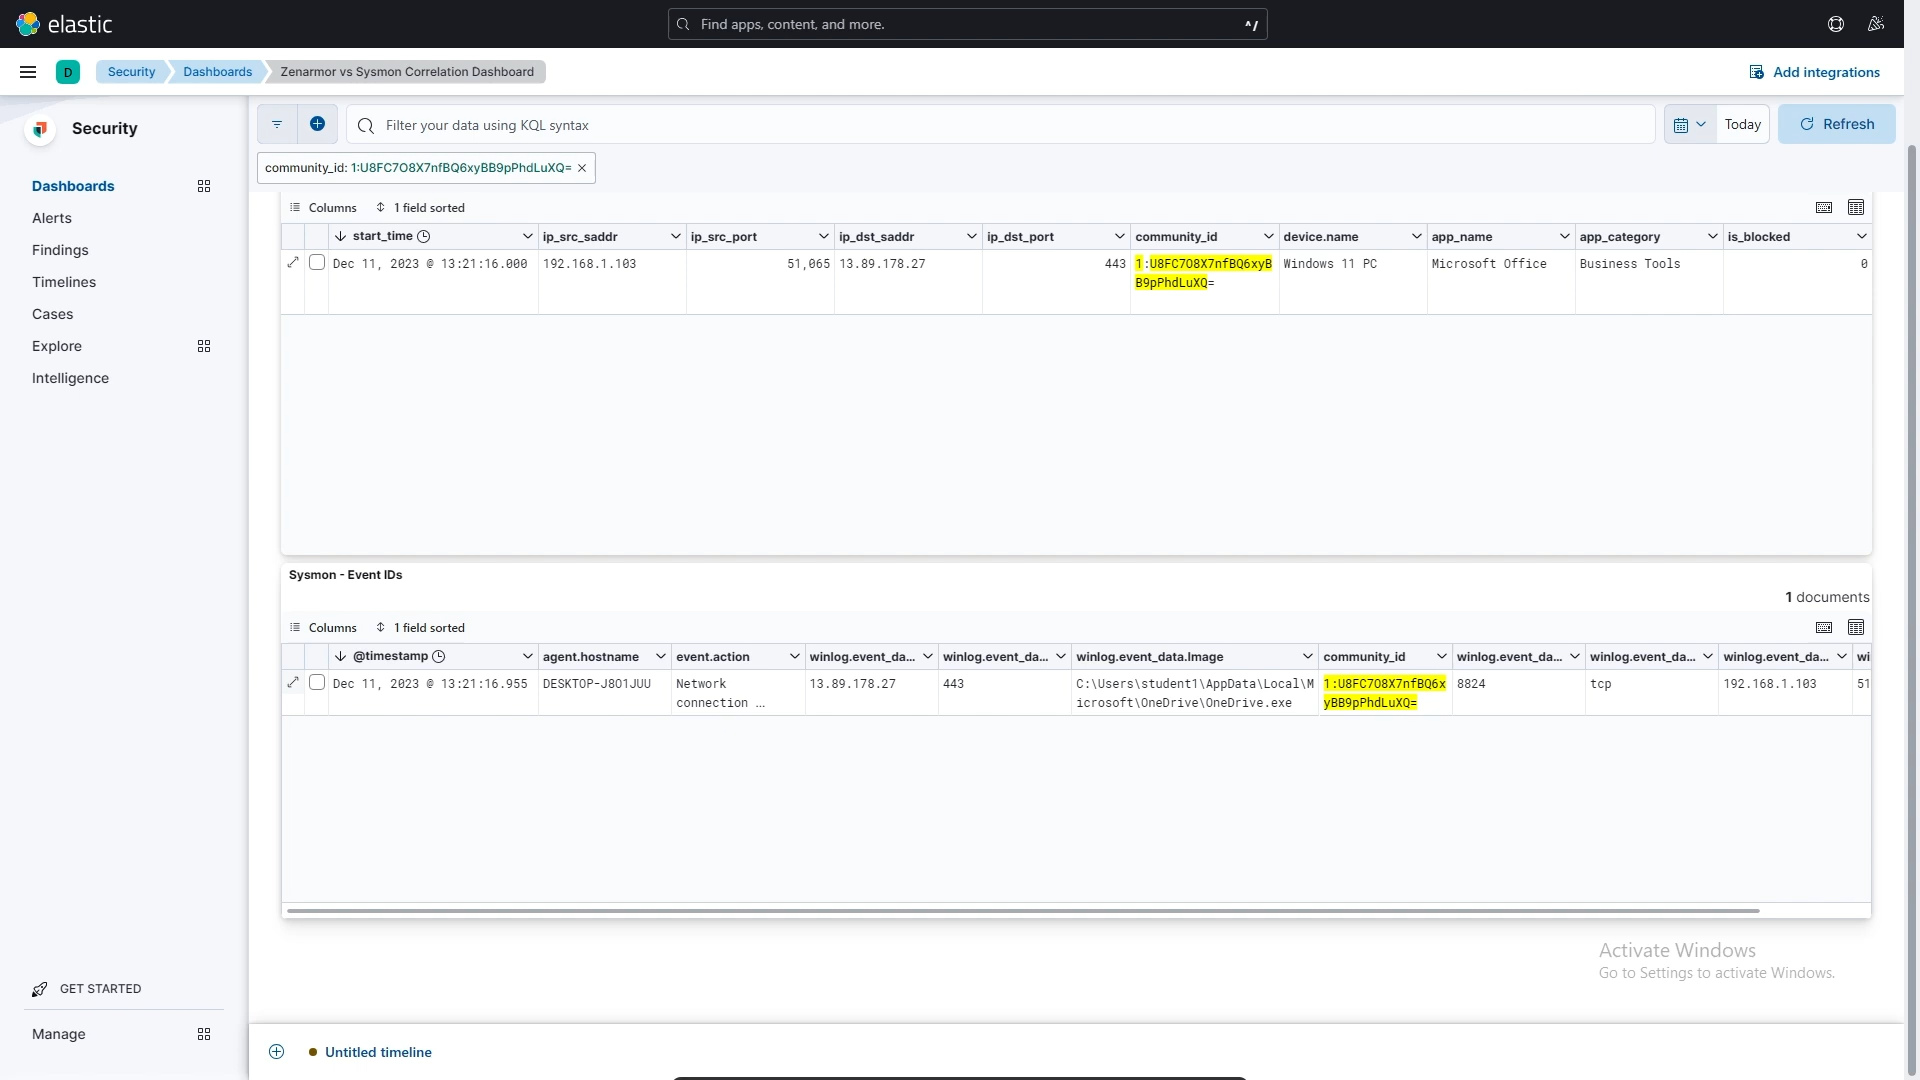 elastic
Find apps, content, and more.
^/
D
Security
Dashboards
Zenarmor vs Sysmon Correlation Dashboard
Add integrations
Security
Filter your data using KQL syntax
Today
Refresh
community_id: 1:U8FC7O8X7nfBQ6xyBB9pPhdLuXQ= ×
Dashboards
Alerts
Findings
Timelines
Cases
Explore
Intelligence
Columns
1 field sorted
start_time ip_src_saddr ip_src_port ip_dst_saddr ip_dst_port community_id device.name app_name app_category is_blocked
Dec 11, 2023 @ 13:21:16.000 192.168.1.103 51,065 13.89.178.27 443 1:U8FC7O8X7nfBQ6xyB Windows 11 PC Microsoft Office Business Tools 0
B9pPhdLuXQ=
Sysmon - Event IDs
1 documents
Columns
1 field sorted
@timestamp agent.hostname event.action winlog.event_da... winlog.event_da... winlog.event_data.Image community_id winlog.event_da... winlog.event_da... winlog.event_da... wi
Dec 11, 2023 @ 13:21:16.955 DESKTOP-J8O1JUU Network 13.89.178.27 443 C:\Users\student1\AppData\Local\M 1:U8FC7O8X7nfBQ6x 8824 tcp 192.168.1.103 51
connection ... icrosoft\OneDrive\OneDrive.exe yBB9pPhdLuXQ=
Activate Windows
Go to Settings to activate Windows.
GET STARTED
Manage
Untitled timeline